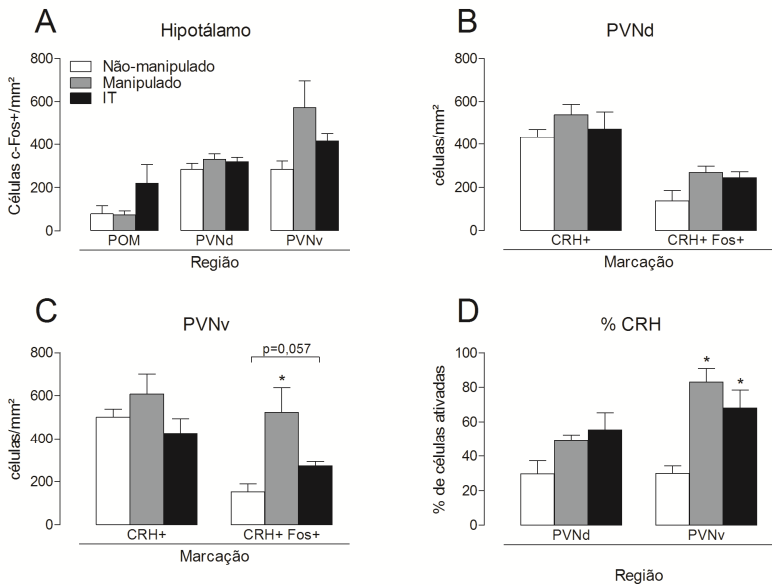 A
Hipotálamo
Não-manipulado
Manipulado
IT
Células c-Fos+/mm²
800
600
400
200
0
POM PVNd PVNv
Região
B
PVNd
células/mm²
800
600
400
200
0
CRH+ CRH+ Fos+
Marcação
C
PVNv
p=0,057
*
células/mm²
800
600
400
200
0
CRH+ CRH+ Fos+
Marcação
D
% CRH
* *
% de células ativadas
100
80
60
40
20
0
PVNd PVNv
Região